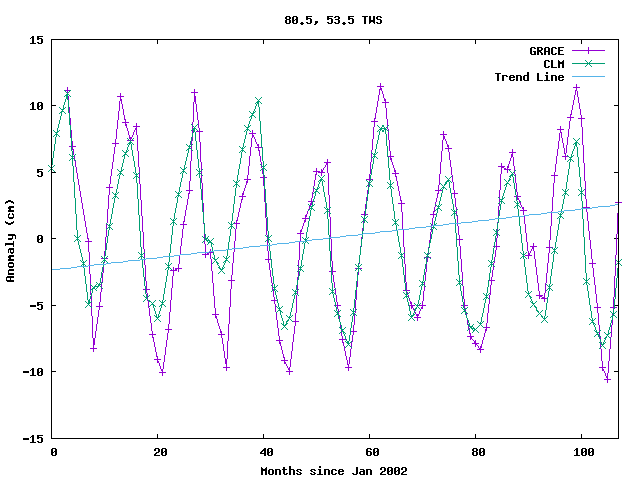 80.5, 53.5 TWS
GRACE
CLM
Trend Line
15
10
5
0
-5
-10
-15
Anomaly (cm)
0 20 40 60 80 100
Months since Jan 2002